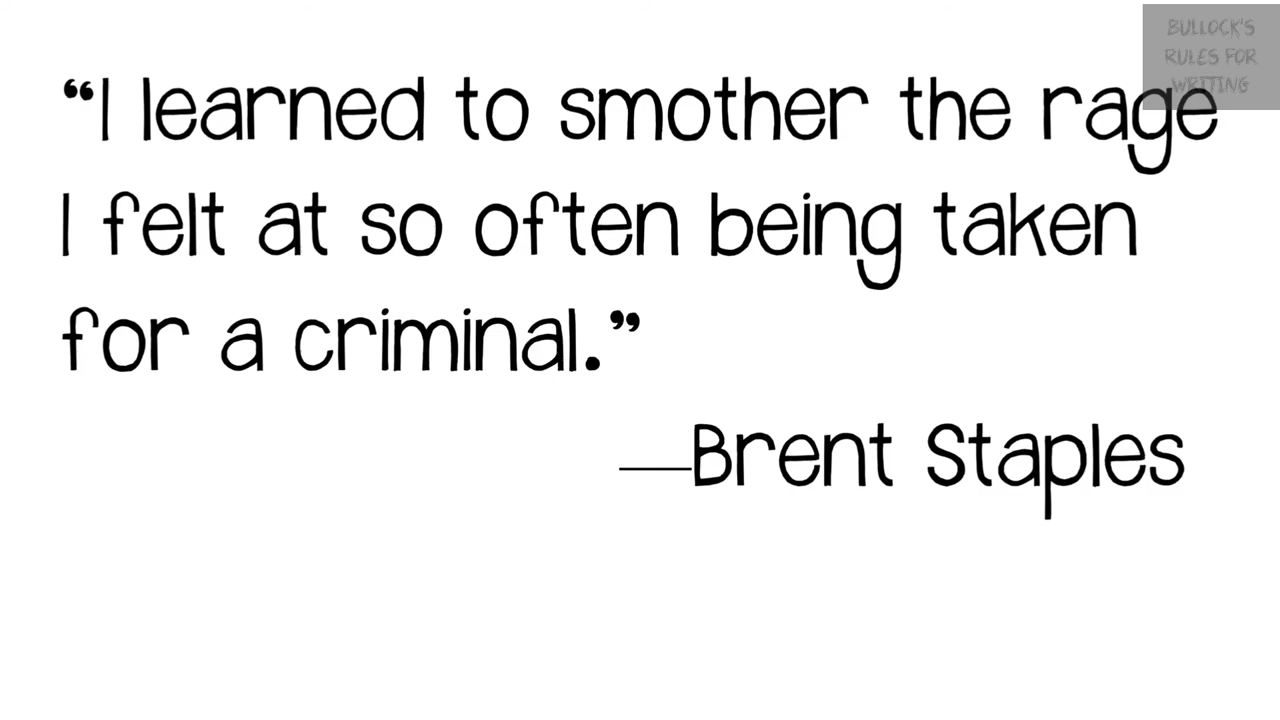 BULLOCK'S
RULES FOR
WRITING
“I learned to smother the rage
I felt at so often being taken
for a criminal.”
—Brent Staples